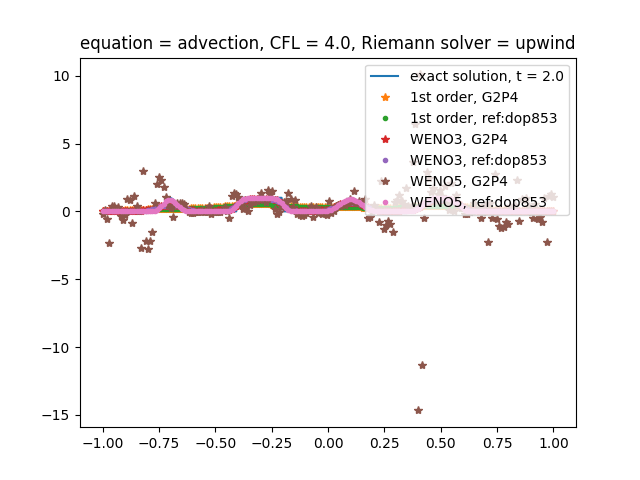 equation = advection, CFL = 4.0, Riemann solver = upwind
10
5
0
−5
−10
−15
exact solution, t = 2.0
1st order, G2P4
1st order, ref:dop853
WENO3, G2P4
WENO3, ref:dop853
WENO5, G2P4
WENO5, ref:dop853
−1.00 −0.75 −0.50 −0.25 0.00 0.25 0.50 0.75 1.00